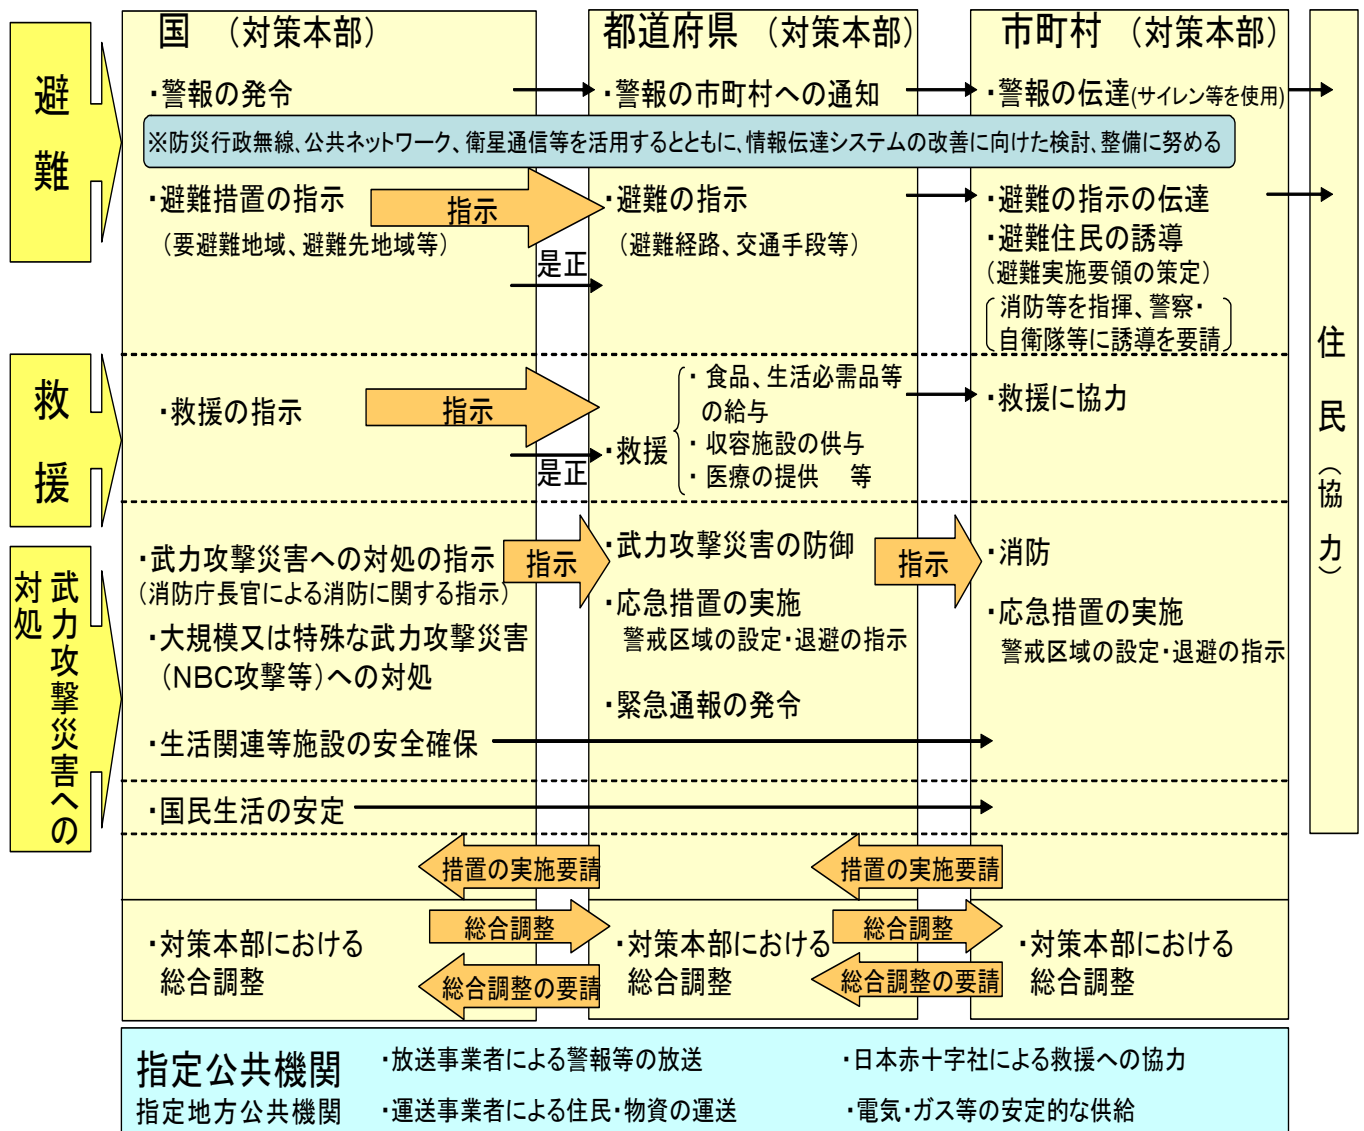 国 (対策本部)
都道府県 (対策本部)
市町村 (対策本部)
避難
・警報の発令
・警報の市町村への通知
・警報の伝達(サイレン等を使用)
※防災行政無線、公共ネットワーク、衛星通信等を活用するとともに、情報伝達システムの改善に向けた検討、整備に努める
・避難措置の指示
(要避難地域、避難先地域等)
指示
是正
・避難の指示
(避難経路、交通手段等)
・避難の指示の伝達
・避難住民の誘導
(避難実施要領の策定)
消防等を指揮、警察・
自衛隊等に誘導を要請
住民(協力)
救援
・救援の指示
指示
是正
・救援
・食品、生活必需品等
の給与
・収容施設の供与
・医療の提供 等
・救援に協力
武力攻撃災害への
対処
・武力攻撃災害への対処の指示
(消防庁長官による消防に関する指示)
・大規模又は特殊な武力攻撃災害
(NBC攻撃等)への対処
・生活関連等施設の安全確保
指示
・武力攻撃災害の防御
・応急措置の実施
警戒区域の設定・退避の指示
・緊急通報の発令
指示
・消防
・応急措置の実施
警戒区域の設定・退避の指示
・国民生活の安定
措置の実施要請
措置の実施要請
・対策本部における
総合調整
総合調整
総合調整の要請
・対策本部における
総合調整
総合調整
総合調整の要請
・対策本部における
総合調整
指定公共機関
指定地方公共機関
・放送事業者による警報等の放送
・日本赤十字社による救援への協力
・運送事業者による住民・物資の運送
・電気・ガス等の安定的な供給